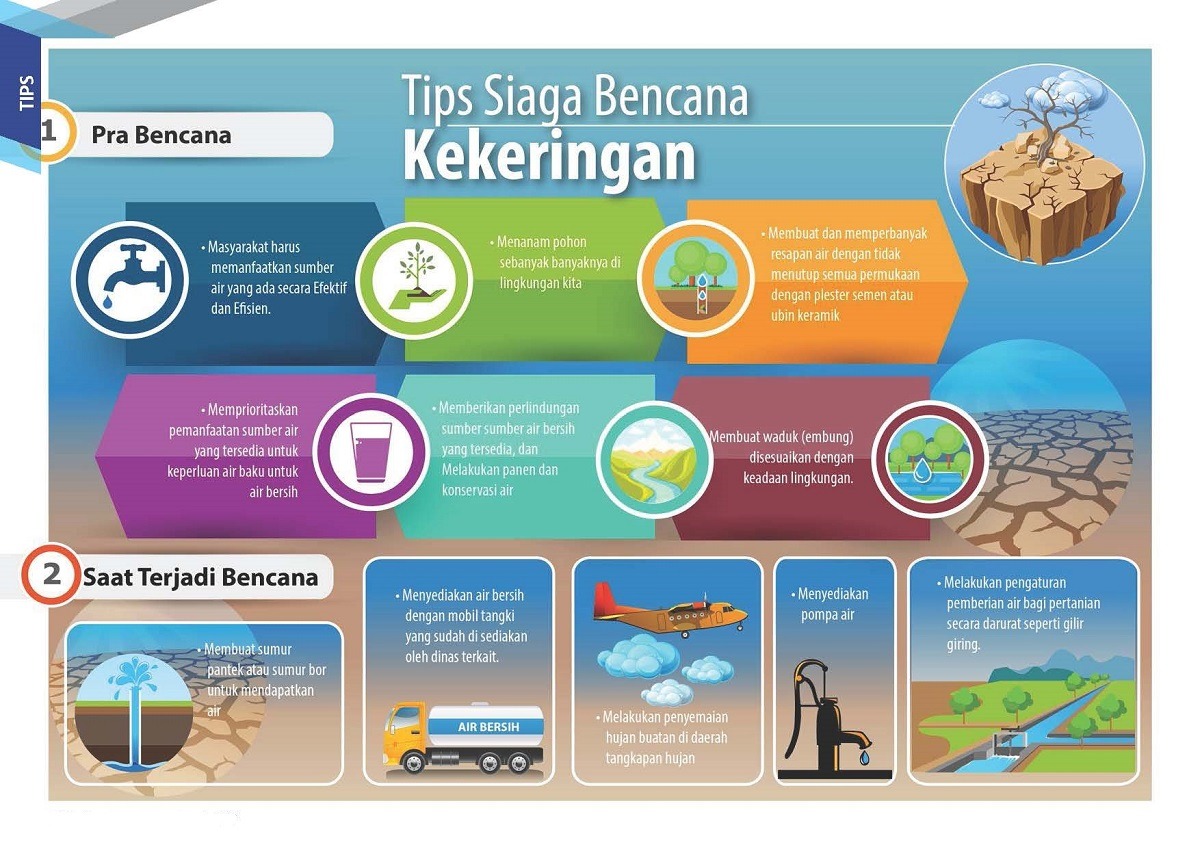 TIPS
Tips Siaga Bencana
Kekeringan
1
Pra Bencana
• Masyarakat harus
memanfaatkan sumber
air yang ada secara Efektif
dan Efisien.
• Menanam pohon
sebanyak banyaknya di
lingkungan kita
• Membuat dan memperbanyak
resapan air dengan tidak
menutup semua permukaan
dengan plester semen atau
ubin keramik
• Memprioritaskan
pemanfaatan sumber air
yang tersedia untuk
keperluan air baku untuk
air bersih
• Memberikan perlindungan
sumber sumber air bersih
yang tersedia, dan
Melakukan panen dan
konservasi air
Membuat waduk (embung)
disesuaikan dengan
keadaan lingkungan.
2
Saat Terjadi Bencana
• Membuat sumur
pantek atau sumur bor
untuk mendapatkan
air
• Menyediakan air bersih
dengan mobil tangki
yang sudah di sediakan
oleh dinas terkait.
AIR BERSIH
• Melakukan penyemaian
hujan buatan di daerah
tangkapan hujan
• Menyediakan
pompa air
• Melakukan pengaturan
pemberian air bagi pertanian
secara darurat seperti gilir
giring.